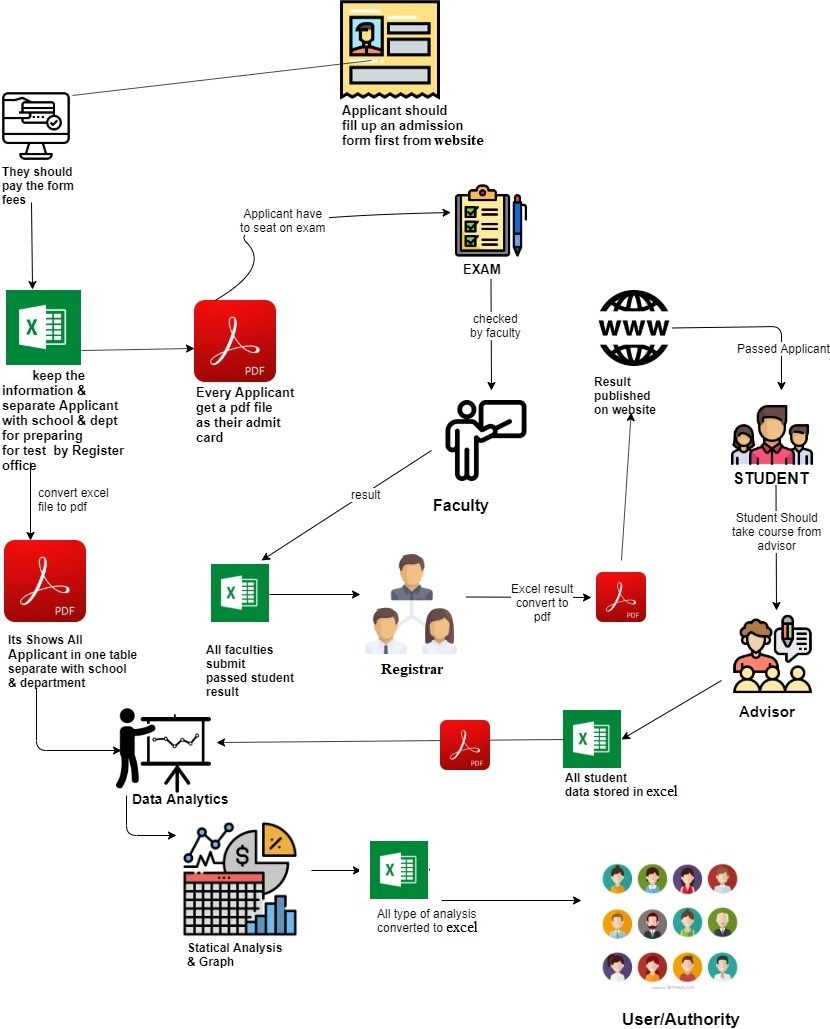 Applicant should
fill up an admission
form first from website
They should
pay the form
fees
Applicant have
to seat on exam
EXAM
checked
by faculty
X
PDF
keep the
information &
separate Applicant
with school & dept
for preparing
for test by Register
office
Every Applicant
get a pdf file
as their admit
card
WWW
Result
published
on website
Passed Applicant
STUDENT
Student Should
take course from
advisor
Faculty
result
convert excel
file to pdf
PDF
Its Shows All
Applicant in one table
separate with school
& department
X
All faculties
submit
passed student
result
Registrar
Excel result
convert to
pdf
PDF
Advisor
X
All student
data stored in excel
PDF
Data Analytics
$
%
Statical Analysis
& Graph
X
All type of analysis
converted to excel
User/Authority